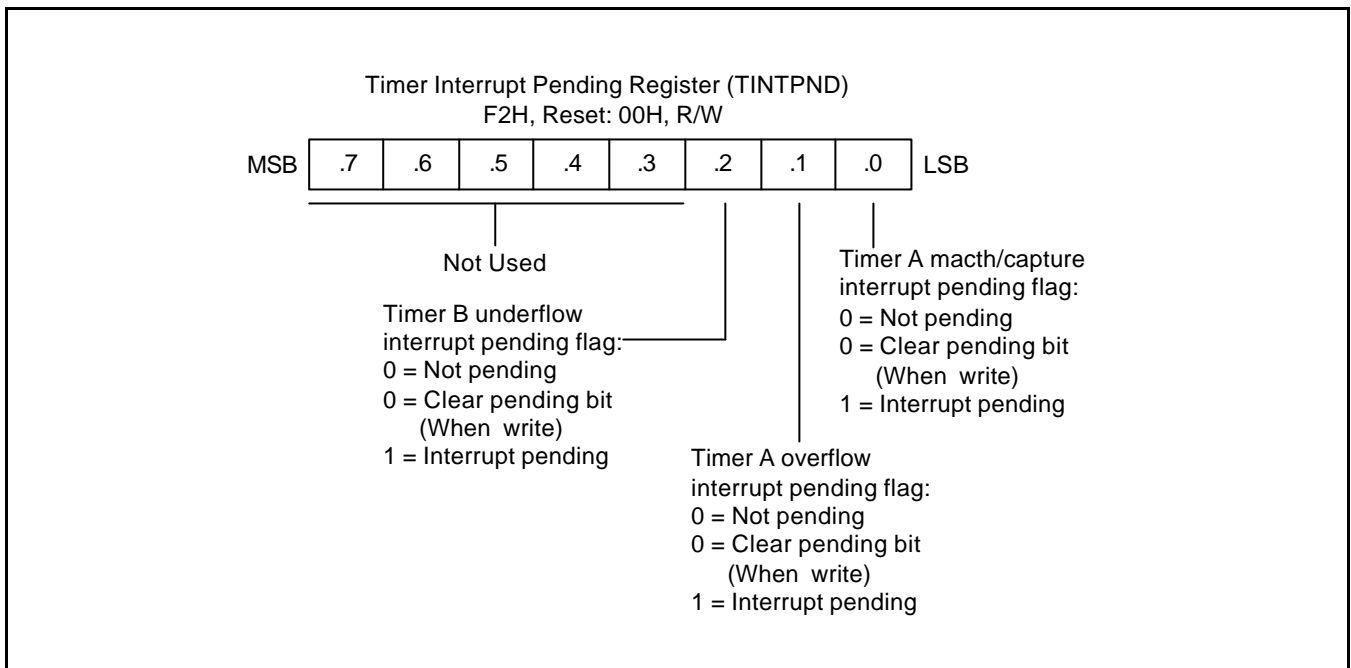 Timer Interrupt Pending Register (TINTPND)
F2H, Reset: 00H, R/W
MSB .7 .6 .5 .4 .3 .2 .1 .0 LSB
Not Used
Timer B underflow
interrupt pending flag:
0 = Not pending
0 = Clear pending bit
(When write)
1 = Interrupt pending
Timer A overflow
interrupt pending flag:
0 = Not pending
0 = Clear pending bit
(When write)
1 = Interrupt pending
Timer A macth/capture
interrupt pending flag:
0 = Not pending
0 = Clear pending bit
(When write)
1 = Interrupt pending